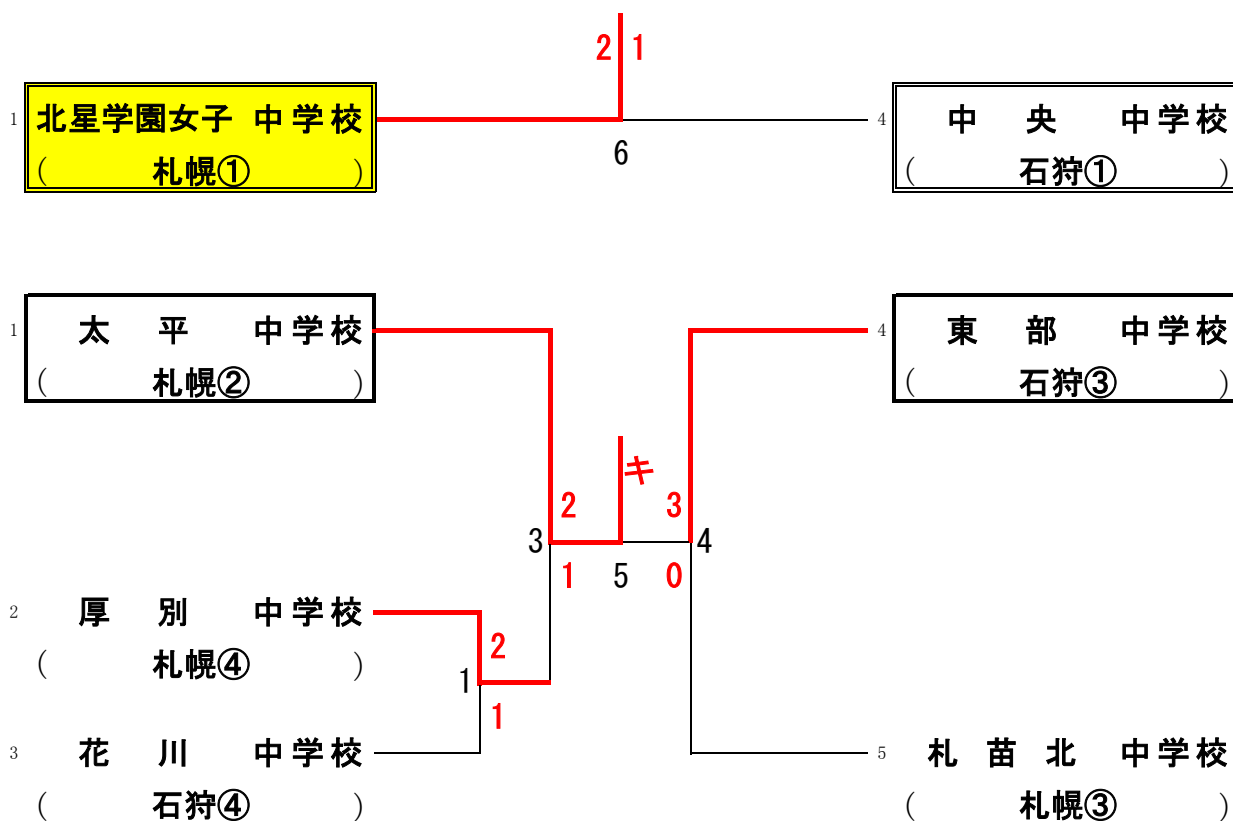 2 1
1 北星学園女子 中学校
( 札幌① )
6
4 中 央 中学校
( 石狩① )
1 太 平 中学校
( 札幌② )
4 東 部 中学校
( 石狩③ )
キ
2 3
3 4
1 5 0
2 厚 別 中学校
( 札幌④ )
2
1
1
3 花 川 中学校
( 石狩④ )
5 札 苗 北 中学校
( 札幌③ )